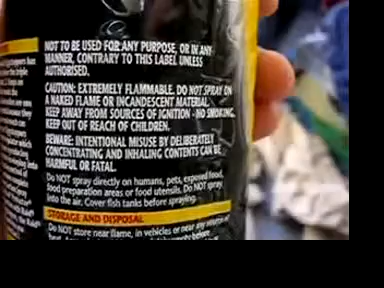 NOT TO BE USED FOR ANY PURPOSE, OR IN ANY
MANNER, CONTRARY TO THIS LABEL UNLESS
AUTHORISED.
CAUTION: EXTREMELY FLAMMABLE. DO NOT SPRAY ON
A NAKED FLAME OR INCANDESCENT MATERIAL.
KEEP AWAY FROM SOURCES OF IGNITION - NO SMOKING.
KEEP OUT OF REACH OF CHILDREN.
BEWARE: INTENTIONAL MISUSE BY DELIBERATELY
CONCENTRATING AND INHALING CONTENTS CAN BE
HARMFUL OR FATAL.
Do NOT spray directly on humans, pets, exposed food,
food preparation areas or food utensils. Do NOT spray
into the air. Cover fish tanks before spraying.
STORAGE AND DISPOSAL
Do NOT store near flame, in vehicles or near any